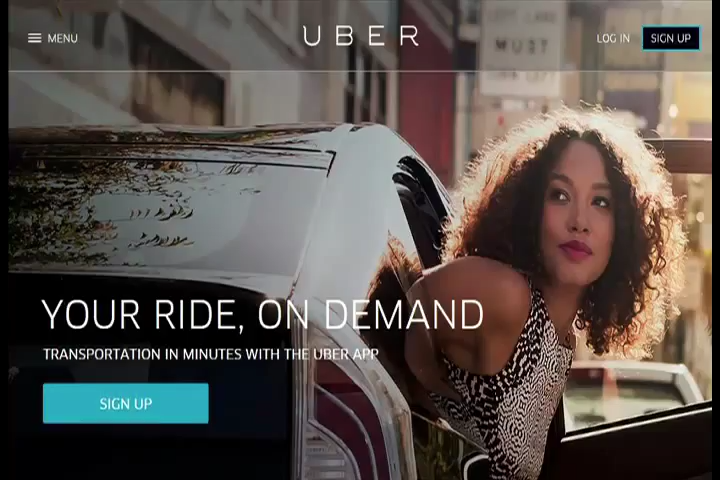 MENU
UBER
LOG IN
SIGN UP
MUST
YOUR RIDE, ON DEMAND
TRANSPORTATION IN MINUTES WITH THE UBER APP
SIGN UP